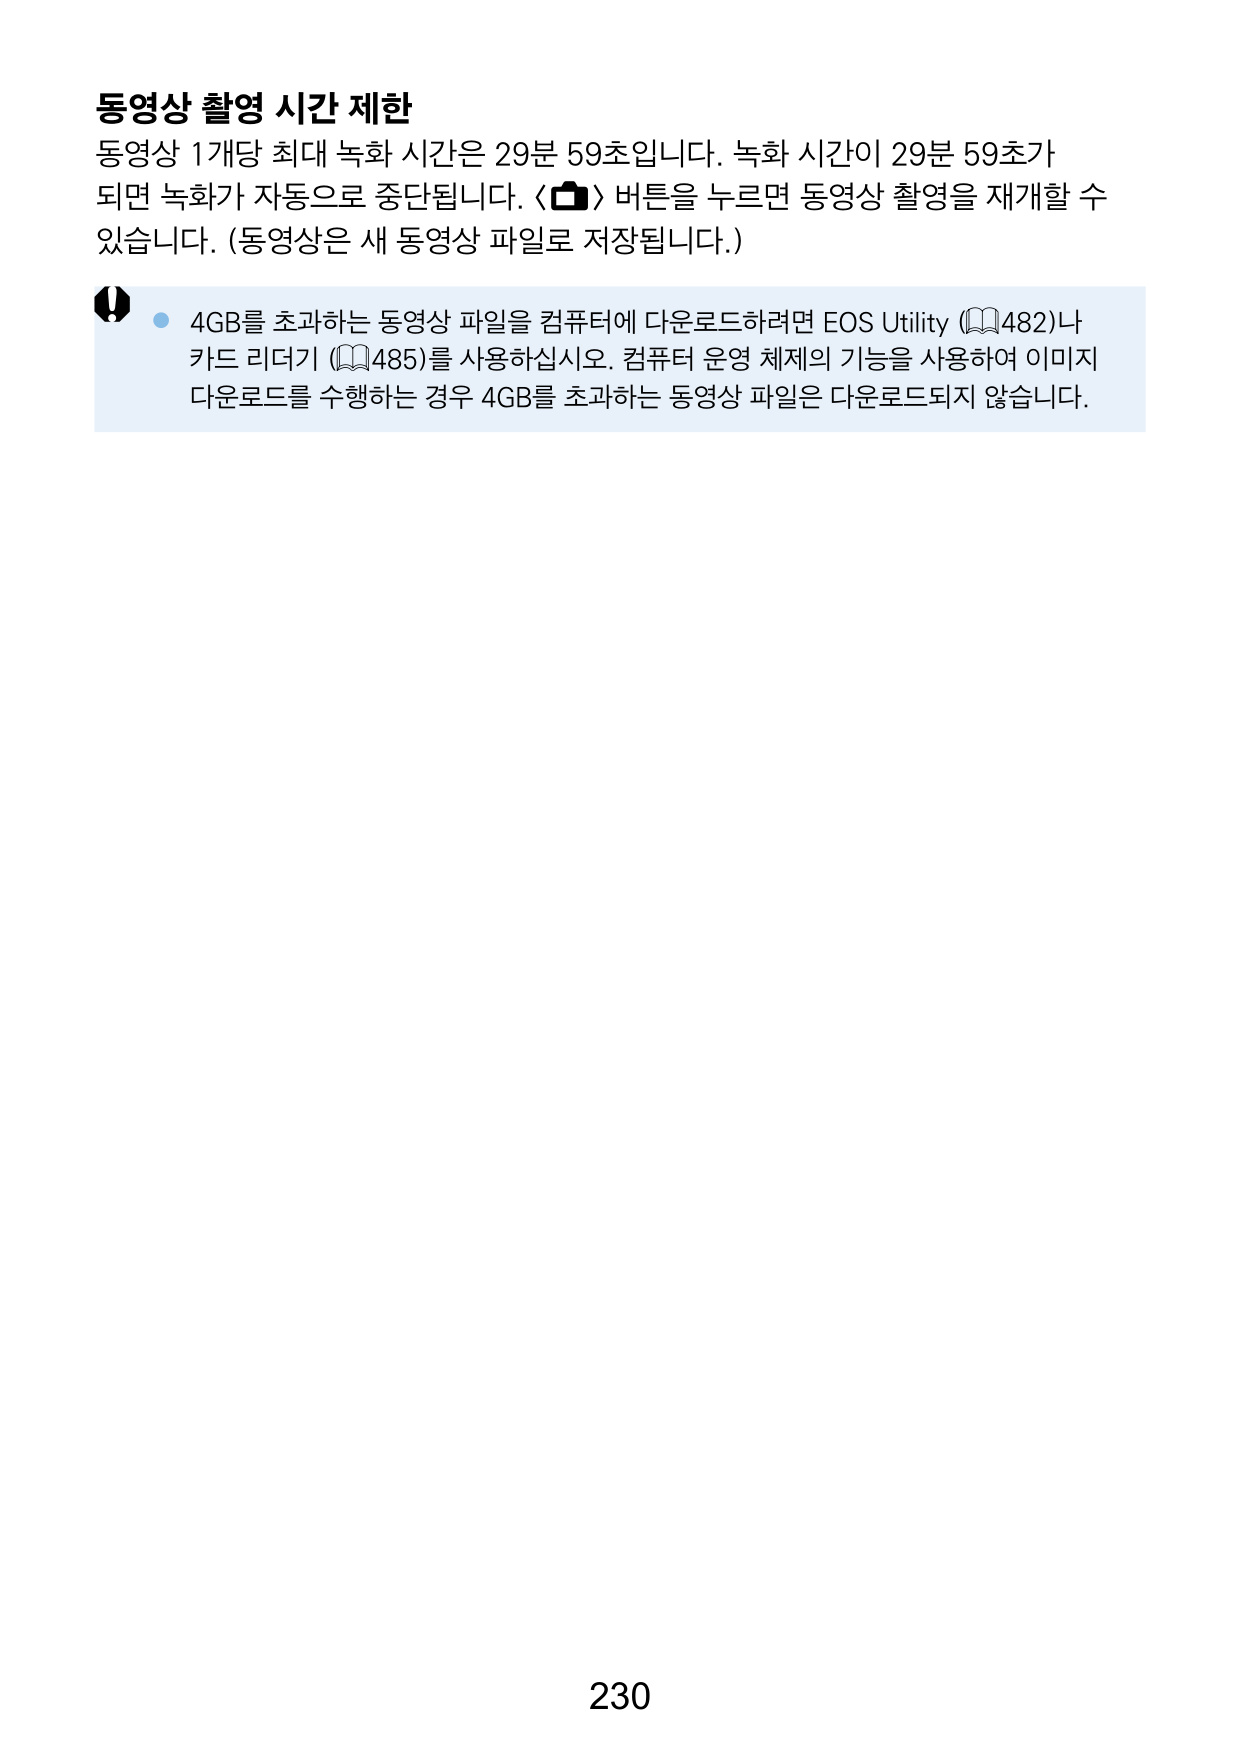 동영상 촬영 시간 제한
동영상 1개당 최대 녹화 시간은 29분 59초입니다. 녹화 시간이 29분 59초가
되면 녹화가 자동으로 중단됩니다. < > 버튼을 누르면 동영상 촬영을 재개할 수
있습니다. (동영상은 새 동영상 파일로 저장됩니다.)
● 4GB를 초과하는 동영상 파일을 컴퓨터에 다운로드하려면 EOS Utility (482)나
카드 리더기 (485)를 사용하십시오. 컴퓨터 운영 체제의 기능을 사용하여 이미지
다운로드를 수행하는 경우 4GB를 초과하는 동영상 파일은 다운로드되지 않습니다.
230